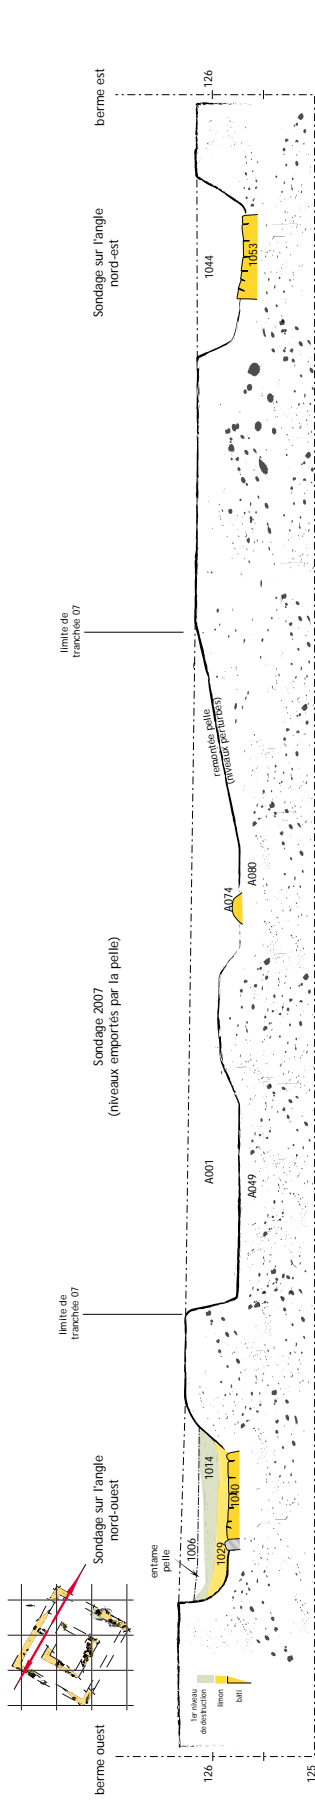 berme ouest
126
125
1er niveau
de destruction
limon
bati
Sondage sur l'angle
nord-ouest
entame
pelle
1006
1014
1029
1040
limite de
tranchée 07
Sondage 2007
(niveaux emportés par la pelle)
A001
A049
A074
A080
remontée pelle
(niveaux perturbés)
limite de
tranchée 07
Sondage sur l'angle
nord-est
1044
1053
berme est
126